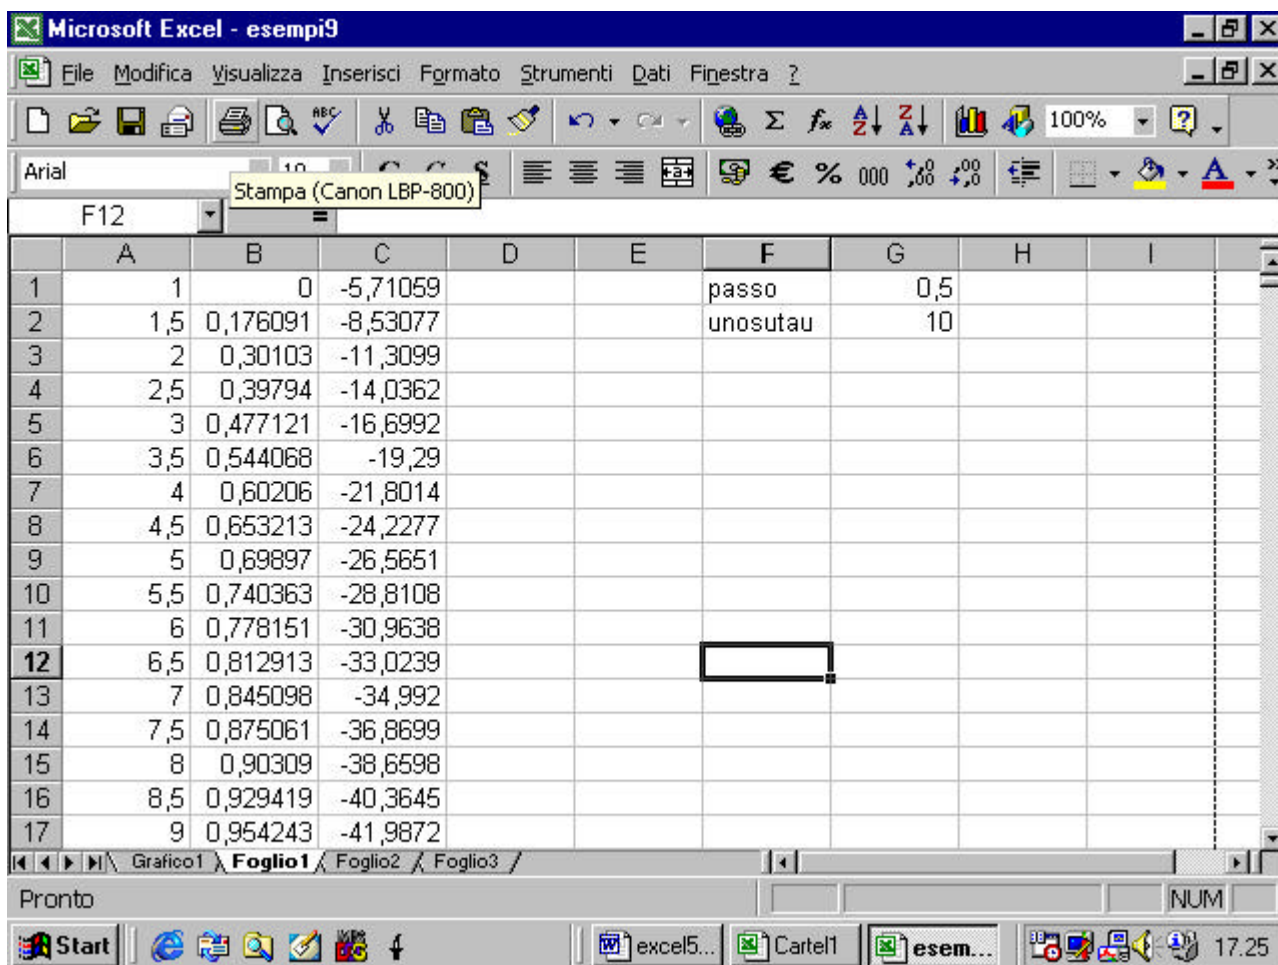 Microsoft Excel - esempi9
File Modifica Visualizza Inserisci Formato Strumenti Dati Finestra ?
ABC Σ fx A Z Z A 100% ?
Arial € % 000
Stampa (Canon LBP-800)
F12 =
A B C D E F G H I
1 1 0 -5,71059 passo 0,5
2 1,5 0,176091 -8,53077 unosutau 10
3 2 0,30103 -11,3099
4 2,5 0,39794 -14,0362
5 3 0,477121 -16,6992
6 3,5 0,544068 -19,29
7 4 0,60206 -21,8014
8 4,5 0,653213 -24,2277
9 5 0,69897 -26,5651
10 5,5 0,740363 -28,8108
11 6 0,778151 -30,9638
12 6,5 0,812913 -33,0239
13 7 0,845098 -34,992
14 7,5 0,875061 -36,8699
15 8 0,90309 -38,6598
16 8,5 0,929419 -40,3645
17 9 0,954243 -41,9872
Grafico1 Foglio1 Foglio2 Foglio3
Pronto NUM
Start excel5... Cartel1 esem... 17.25